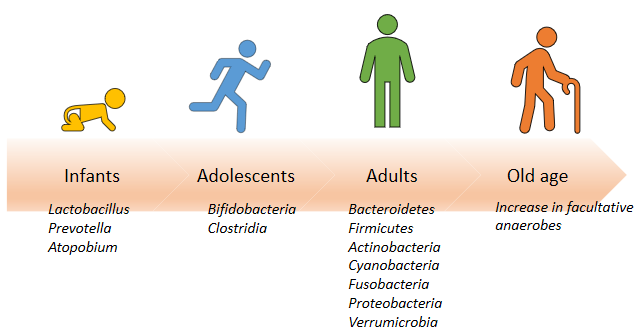 Infants
Adolescents
Adults
Old age
Lactobacillus
Prevotella
Atopobium
Bifidobacteria
Clostridia
Bacteroidetes
Firmicutes
Actinobacteria
Cyanobacteria
Fusobacteria
Proteobacteria
Verrumicrobia
Increase in facultative
anaerobes